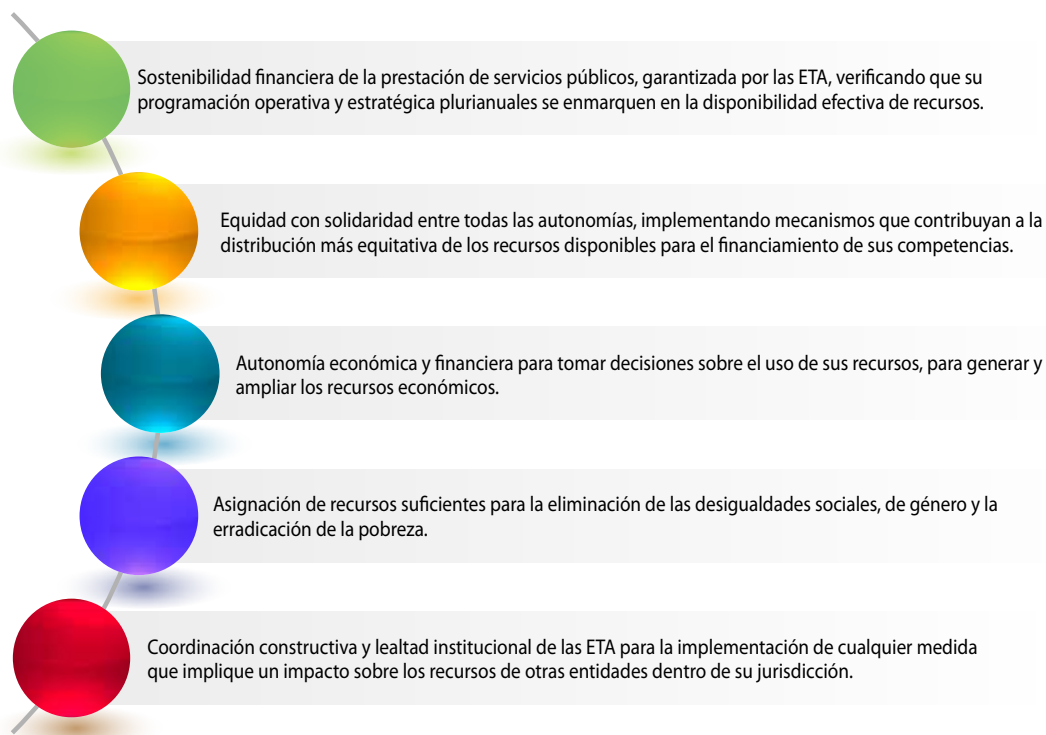 Sostenibilidad financiera de la prestación de servicios públicos, garantizada por las ETA, verificando que su
programación operativa y estratégica plurianuales se enmarquen en la disponibilidad efectiva de recursos.
Equidad con solidaridad entre todas las autonomías, implementando mecanismos que contribuyan a la
distribución más equitativa de los recursos disponibles para el financiamiento de sus competencias.
Autonomía económica y financiera para tomar decisiones sobre el uso de sus recursos, para generar y
ampliar los recursos económicos.
Asignación de recursos suficientes para la eliminación de las desigualdades sociales, de género y la
erradicación de la pobreza.
Coordinación constructiva y lealtad institucional de las ETA para la implementación de cualquier medida
que implique un impacto sobre los recursos de otras entidades dentro de su jurisdicción.